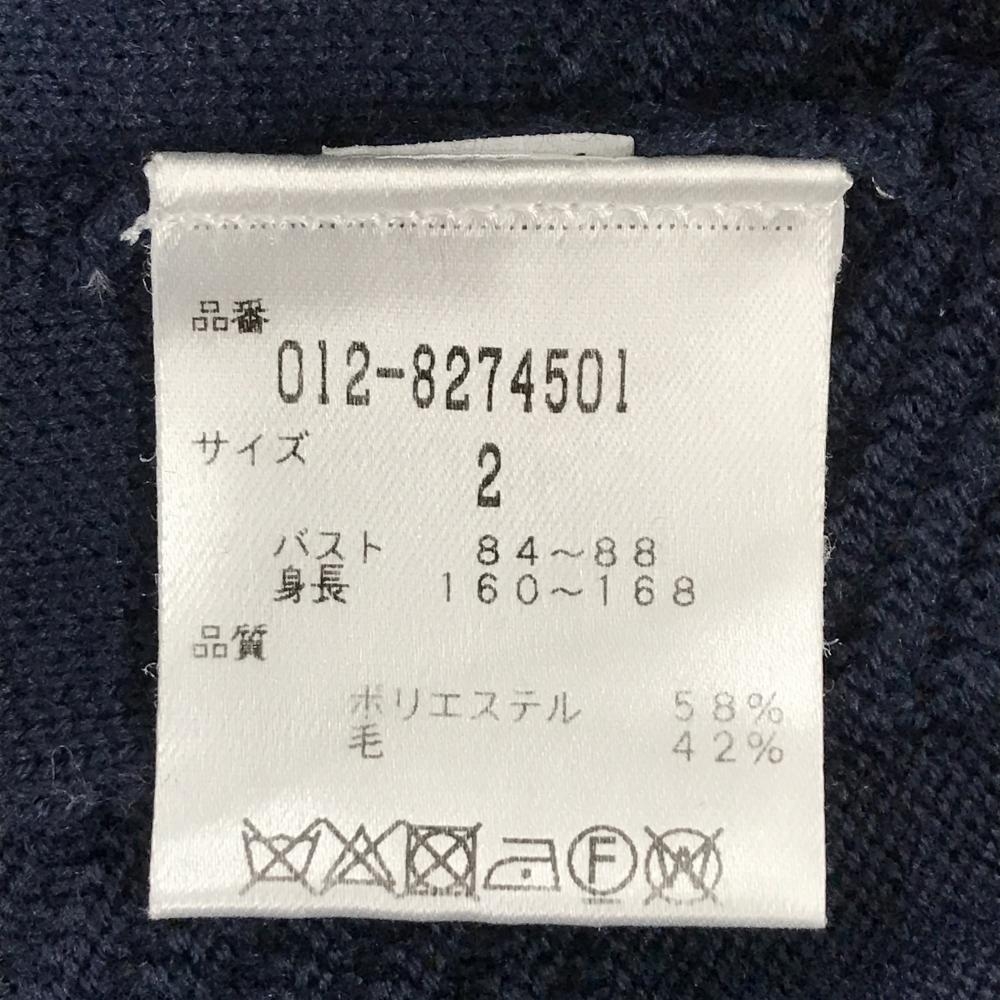 品番
012-8274501
サイズ
2
バスト 84～88
身長 160～168
品質
ポリエステル 58%
毛 42%
F W